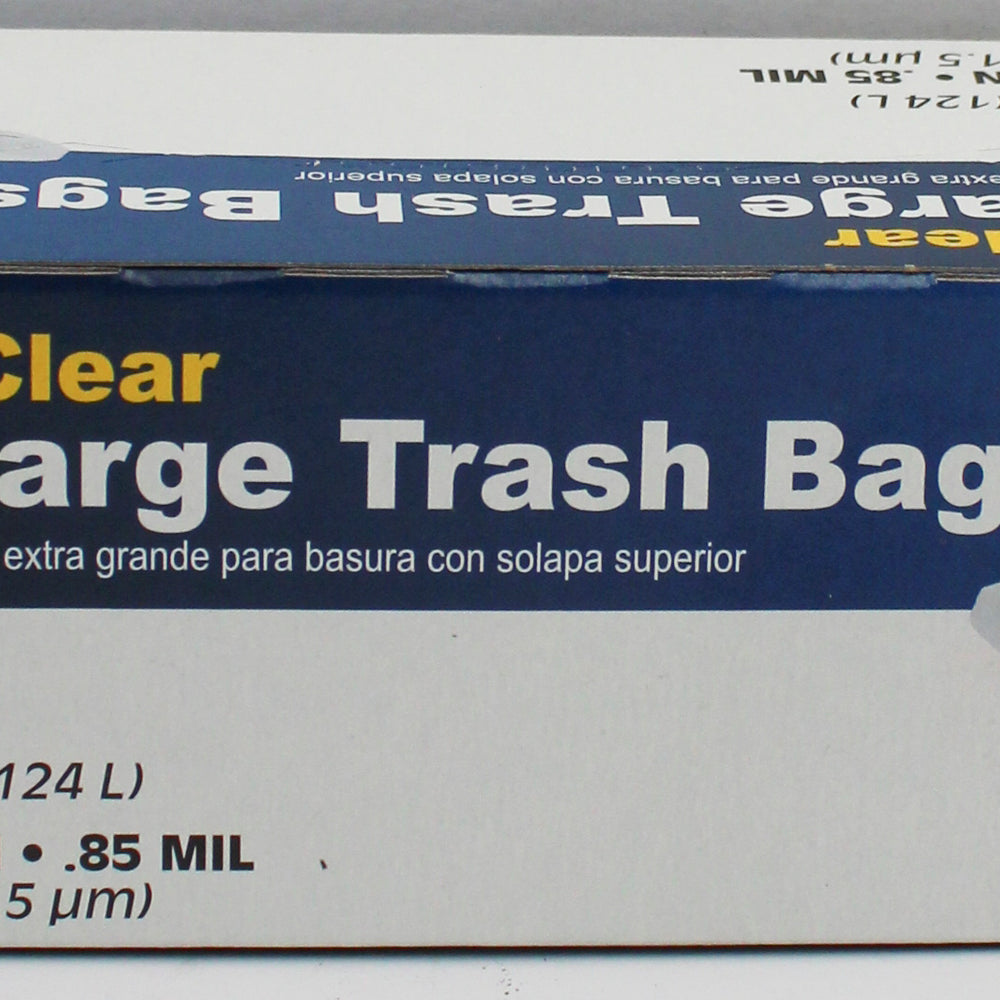 1.5 µm)
N • .85 MIL
(124 L)
extra grande para basura con solapa superior
arge Trash Bags
lear
Clear
arge Trash Bag
extra grande para basura con solapa superior
124 L)
• .85 MIL
5 µm)